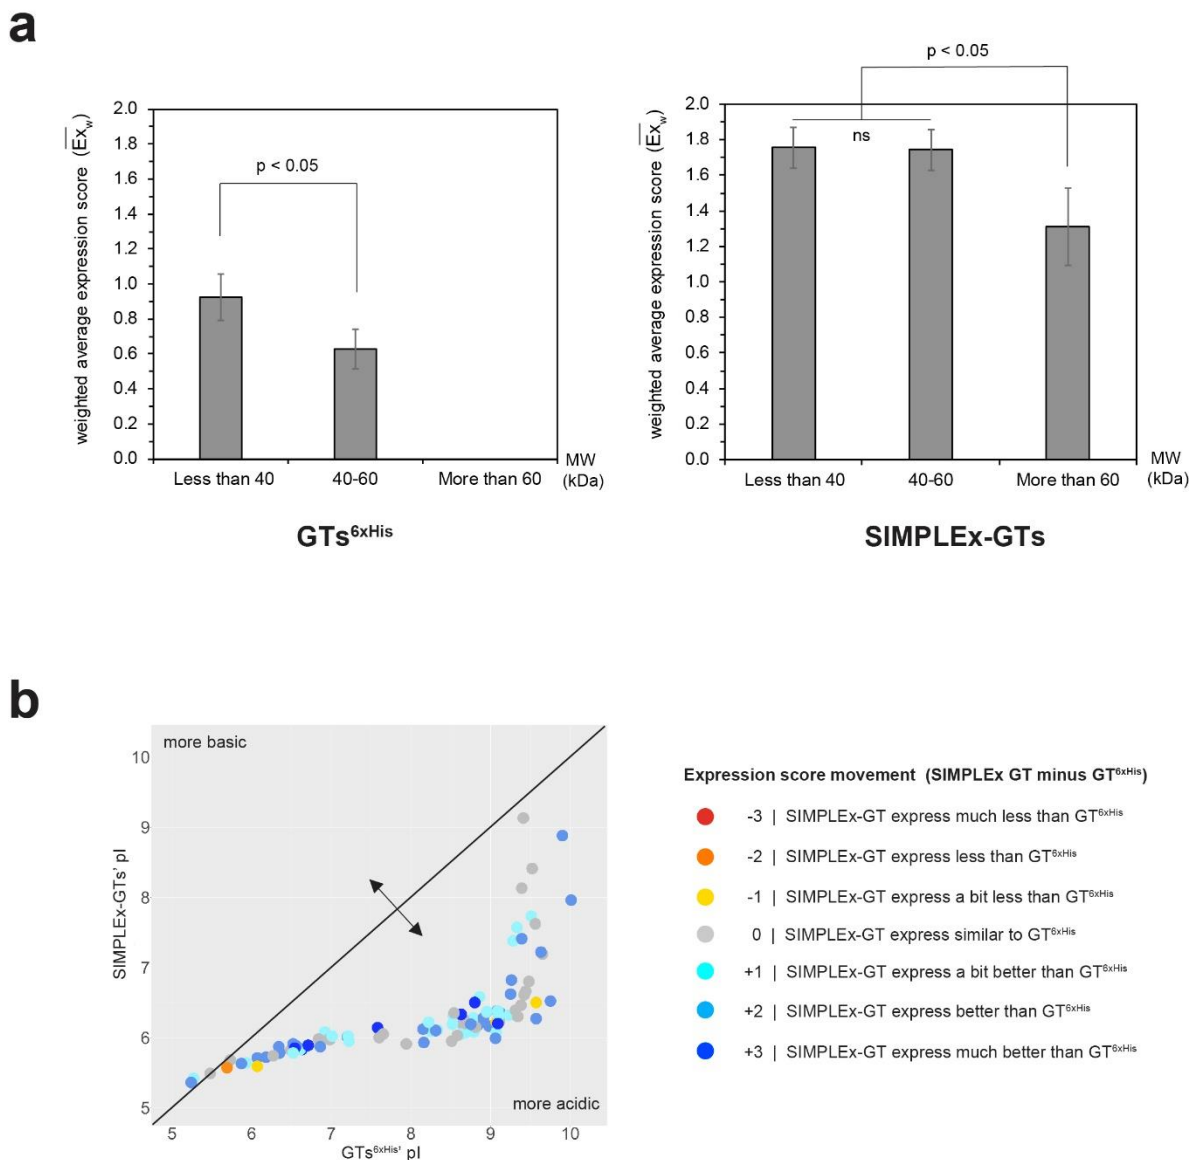 a
weighted average expression score (Ex_w)
2.0
1.8
1.6
1.4
1.2
1.0
0.8
0.6
0.4
0.2
0.0
p < 0.05
Less than 40
40-60
More than 60
MW
(kDa)
GTs6xHis
weighted average expression score (Ex_w)
2.0
1.8
1.6
1.4
1.2
1.0
0.8
0.6
0.4
0.2
0.0
p < 0.05
ns
Less than 40
40-60
More than 60
MW
(kDa)
SIMPLEx-GTs
b
SIMPLEx-GTs' pI
10
9
8
7
6
5
more basic
more acidic
5 6 7 8 9 10
GTs6xHis' pI
Expression score movement (SIMPLEx GT minus GT6xHis)
-3 | SIMPLEx-GT express much less than GT6xHis
-2 | SIMPLEx-GT express less than GT6xHis
-1 | SIMPLEx-GT express a bit less than GT6xHis
0 | SIMPLEx-GT express similar to GT6xHis
+1 | SIMPLEx-GT express a bit better than GT6xHis
+2 | SIMPLEx-GT express better than GT6xHis
+3 | SIMPLEx-GT express much better than GT6xHis